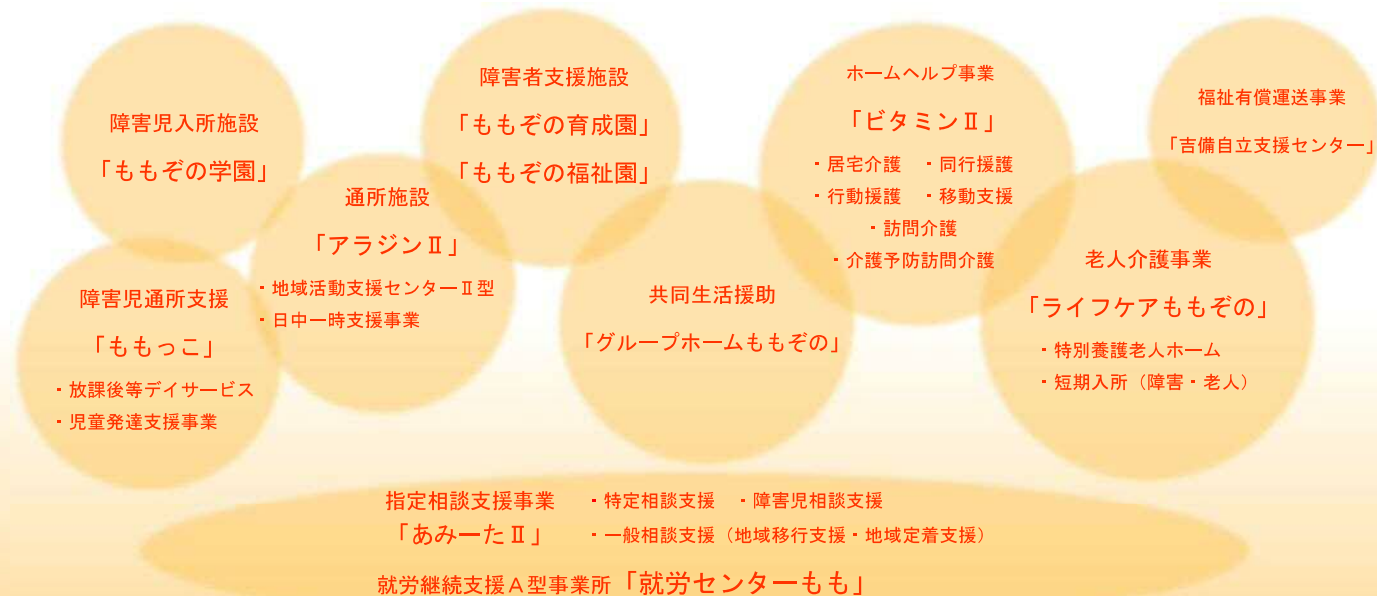 障害児入所施設
「ももぞの学園」
障害者支援施設
「ももぞの育成園」
「ももぞの福祉園」
ホームヘルプ事業
「ビタミンⅡ」
・居宅介護 ・同行援護
・行動援護 ・移動支援
・訪問介護
・介護予防訪問介護
福祉有償運送事業
「吉備自立支援センター」
通所施設
「アラジンⅡ」
・地域活動支援センターⅡ型
・日中一時支援事業
障害児通所支援
「ももっこ」
・放課後等デイサービス
・児童発達支援事業
共同生活援助
「グループホームももぞの」
老人介護事業
「ライフケアももぞの」
・特別養護老人ホーム
・短期入所（障害・老人）
指定相談支援事業 ・特定相談支援 ・障害児相談支援
「あみーたⅡ」 ・一般相談支援（地域移行支援・地域定着支援）
就労継続支援Ａ型事業所「就労センターもも」